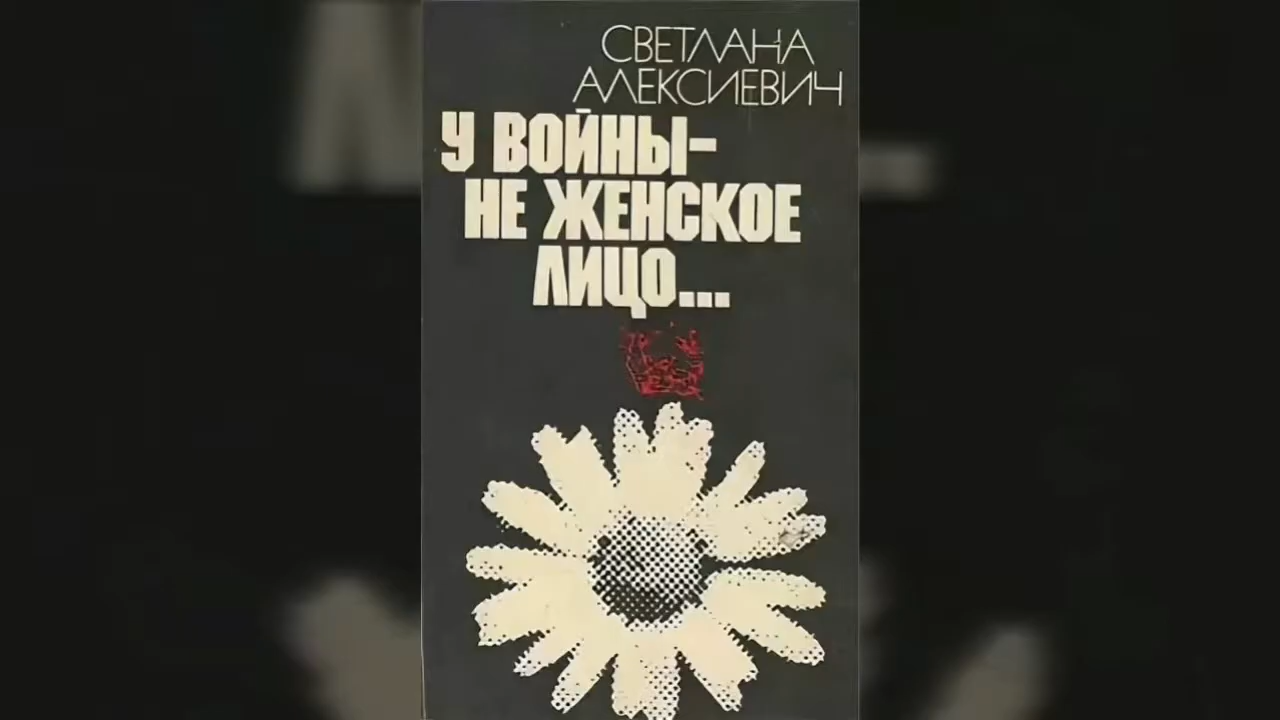 СВЕТЛАНА
АЛЕКСИЕВИЧ
У ВОЙНЫ-
НЕ ЖЕНСКОЕ
ЛИЦО...